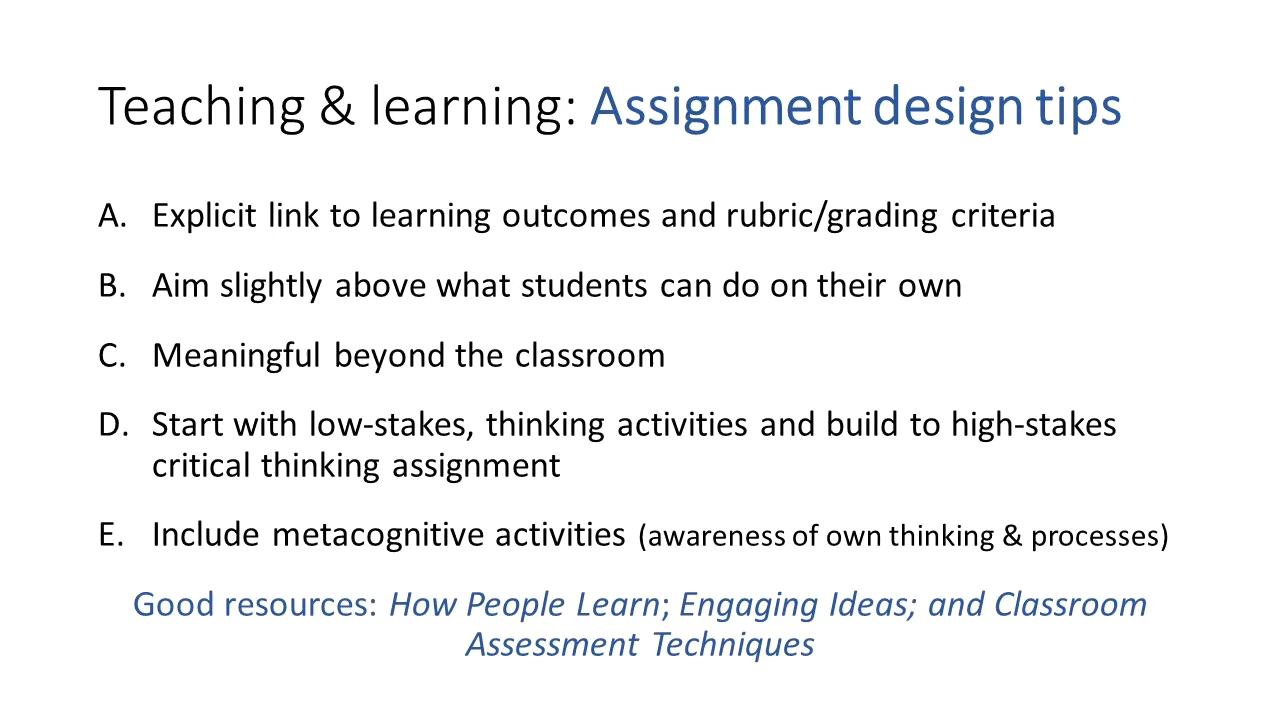 Teaching & learning: Assignment design tips
A. Explicit link to learning outcomes and rubric/grading criteria
B. Aim slightly above what students can do on their own
C. Meaningful beyond the classroom
D. Start with low-stakes, thinking activities and build to high-stakes
critical thinking assignment
E. Include metacognitive activities (awareness of own thinking & processes)
Good resources: How People Learn; Engaging Ideas; and Classroom
Assessment Techniques